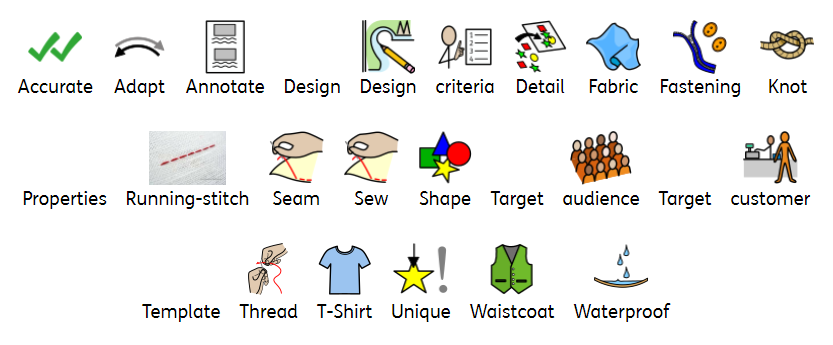 Accurate Adapt Annotate Design Design criteria Detail Fabric Fastening Knot
Properties Running-stitch Seam Sew Shape Target audience Target customer
Template Thread T-Shirt Unique Waistcoat Waterproof